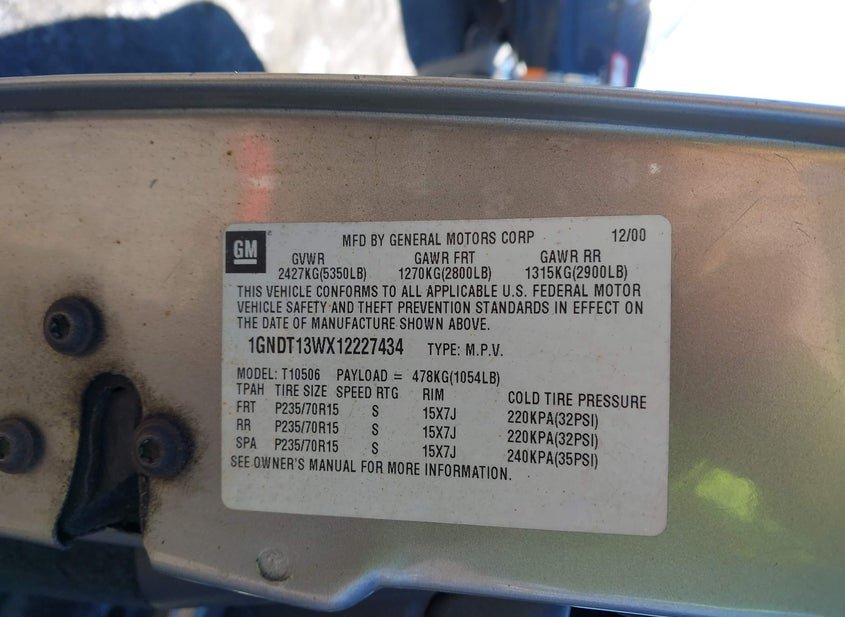 GM
MFD BY GENERAL MOTORS CORP 12/00
GVWR GAWR FRT GAWR RR
2427KG(5350LB) 1270KG(2800LB) 1315KG(2900LB)
THIS VEHICLE CONFORMS TO ALL APPLICABLE U.S. FEDERAL MOTOR
VEHICLE SAFETY AND THEFT PREVENTION STANDARDS IN EFFECT ON
THE DATE OF MANUFACTURE SHOWN ABOVE.
1GNDT13WX12227434 TYPE: M.P.V.
MODEL: T10506 PAYLOAD = 478KG(1054LB)
TPAH TIRE SIZE SPEED RTG RIM COLD TIRE PRESSURE
FRT P235/70R15 S 15X7J 220KPA(32PSI)
RR P235/70R15 S 15X7J 220KPA(32PSI)
SPA P235/70R15 S 15X7J 240KPA(35PSI)
SEE OWNER'S MANUAL FOR MORE INFORMATION.